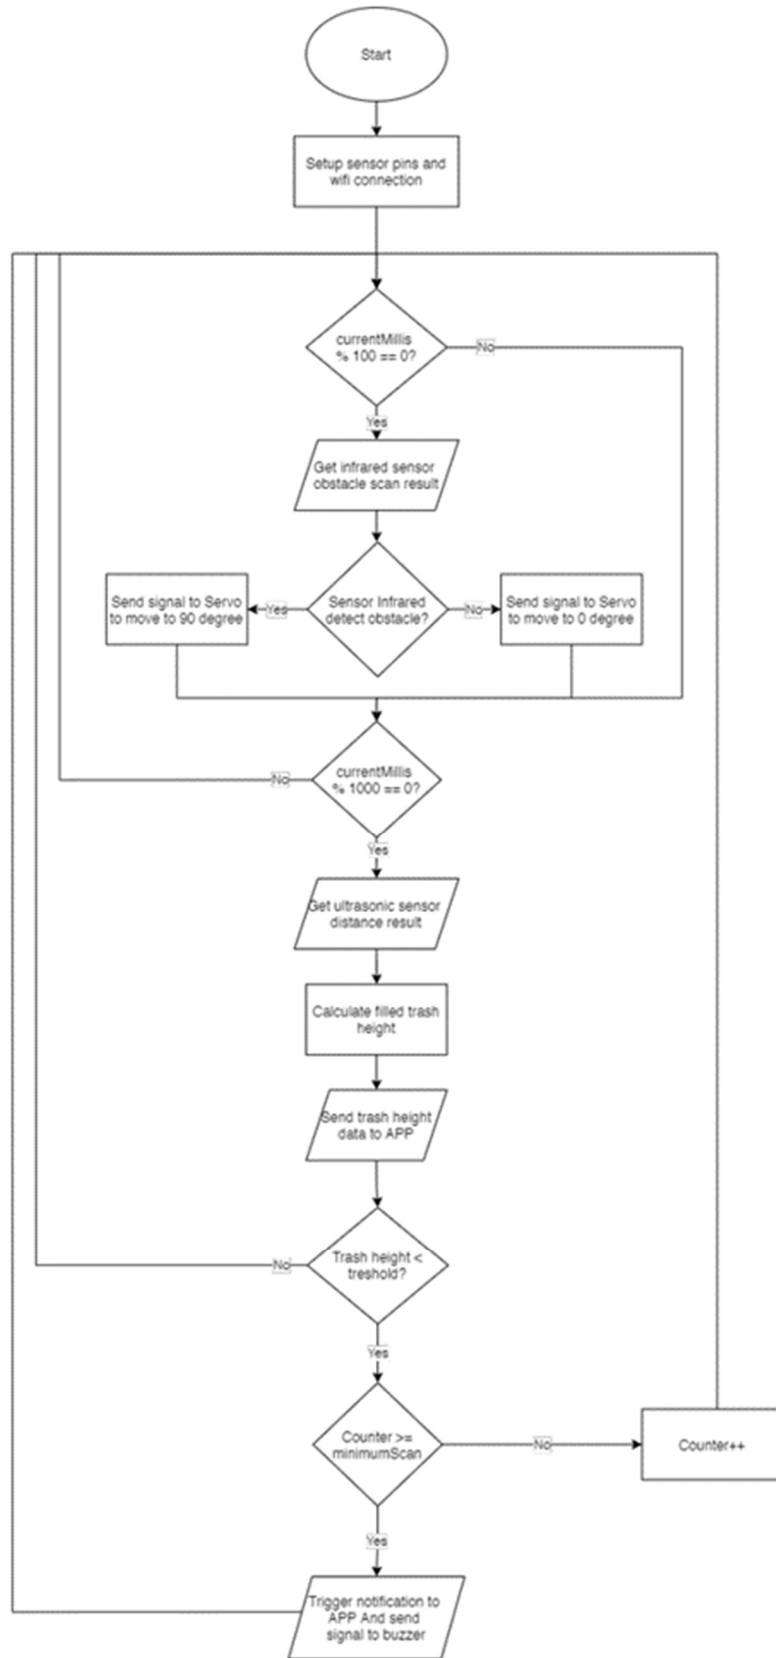 Start
Setup sensor pins and
wifi connection
currentMillis
% 100 == 0?
No
Yes
Get infrared sensor
obstacle scan result
Send signal to Servo
to move to 90 degree
Yes
Sensor Infrared
detect obstacle?
No
Send signal to Servo
to move to 0 degree
currentMillis
% 1000 == 0?
No
Yes
Get ultrasonic sensor
distance result
Calculate filled trash
height
Send trash height
data to APP
Trash height <
treshold?
No
Yes
Counter >=
minimumScan
No
Counter++
Yes
Trigger notification to
APP And send
signal to buzzer